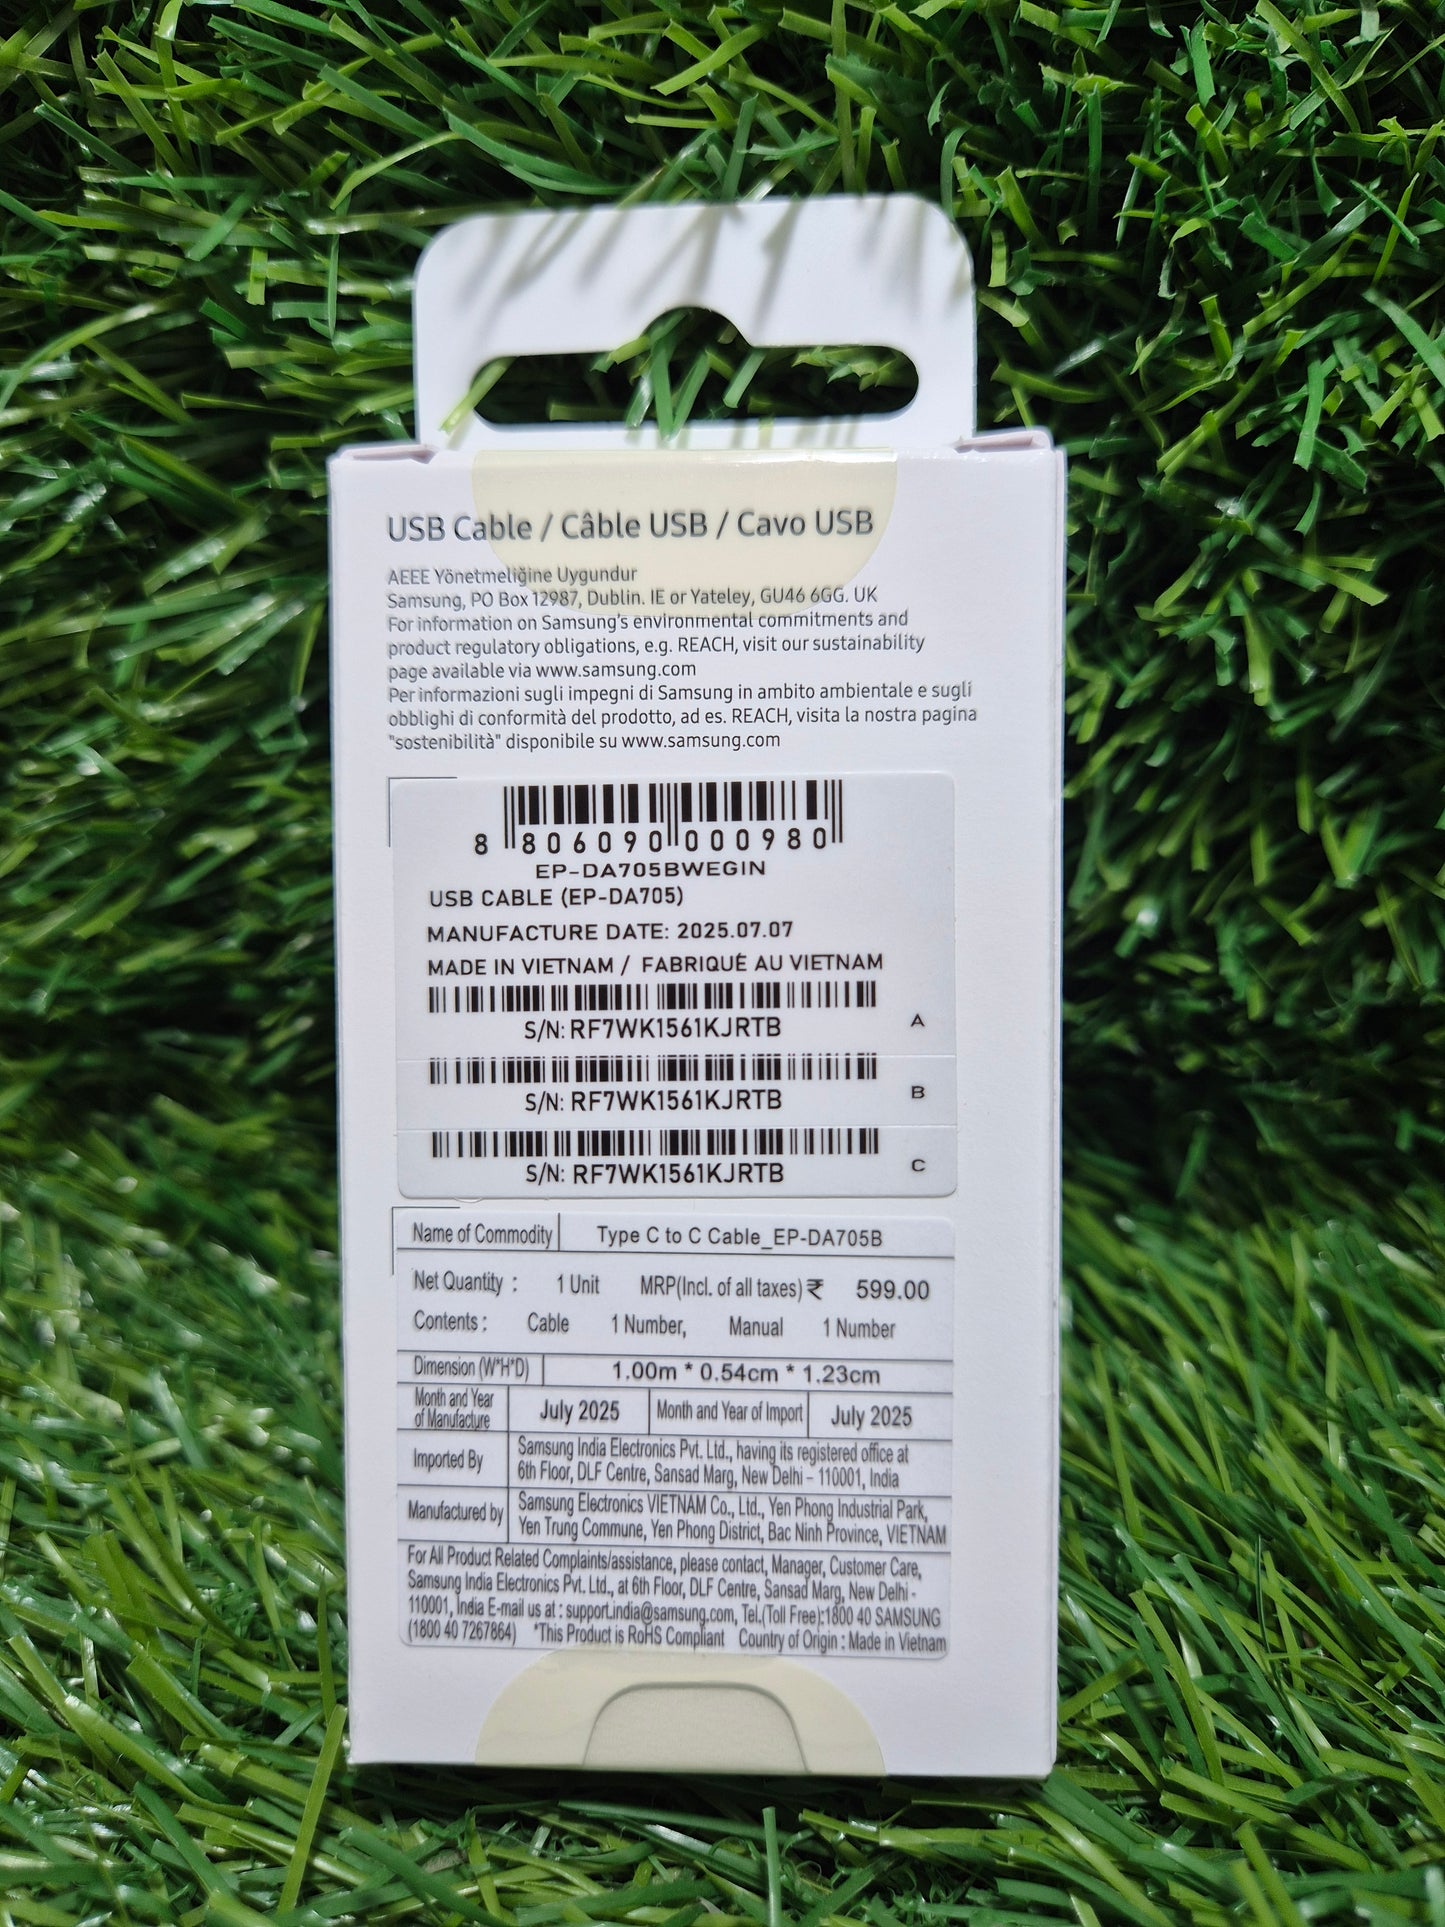 USB Cable / Câble USB / Cavo USB
AEEE Yönetmeliğine Uygundur
Samsung, PO Box 12987, Dublin. IE or Yateley, GU46 6GG. UK
For information on Samsung's environmental commitments and
product regulatory obligations, e.g. REACH, visit our sustainability
page available via www.samsung.com
Per informazioni sugli impegni di Samsung in ambito ambientale e sugli
obblighi di conformità del prodotto, ad es. REACH, visita la nostra pagina
"sostenibilità" disponibile su www.samsung.com
8 806090 000980
EP-DA705BWEGIN
USB CABLE (EP-DA705)
MANUFACTURE DATE: 2025.07.07
MADE IN VIETNAM / FABRIQUÉ AU VIETNAM
S/N: RF7WK1561KJRTB A
S/N: RF7WK1561KJRTB B
S/N: RF7WK1561KJRTB C
Name of Commodity Type C to C Cable_EP-DA705B
Net Quantity : 1 Unit MRP(Incl. of all taxes) ₹ 599.00
Contents : Cable 1 Number, Manual 1 Number
Dimension (W*H*D) 1.00m * 0.54cm * 1.23cm
Month and Year
of Manufacture July 2025 Month and Year of Import July 2025
Imported By Samsung India Electronics Pvt. Ltd., having its registered office at
6th Floor, DLF Centre, Sansad Marg, New Delhi - 110001, India
Manufactured by Samsung Electronics VIETNAM Co., Ltd., Yen Phong Industrial Park,
Yen Trung Commune, Yen Phong District, Bac Ninh Province, VIETNAM
For All Product Related Complaints/assistance, please contact, Manager, Customer Care,
Samsung India Electronics Pvt. Ltd., at 6th Floor, DLF Centre, Sansad Marg, New Delhi -
110001, India E-mail us at : support.india@samsung.com, Tel.(Toll Free):1800 40 SAMSUNG
(1800 40 7267864) *This Product is RoHS Compliant Country of Origin : Made in Vietnam